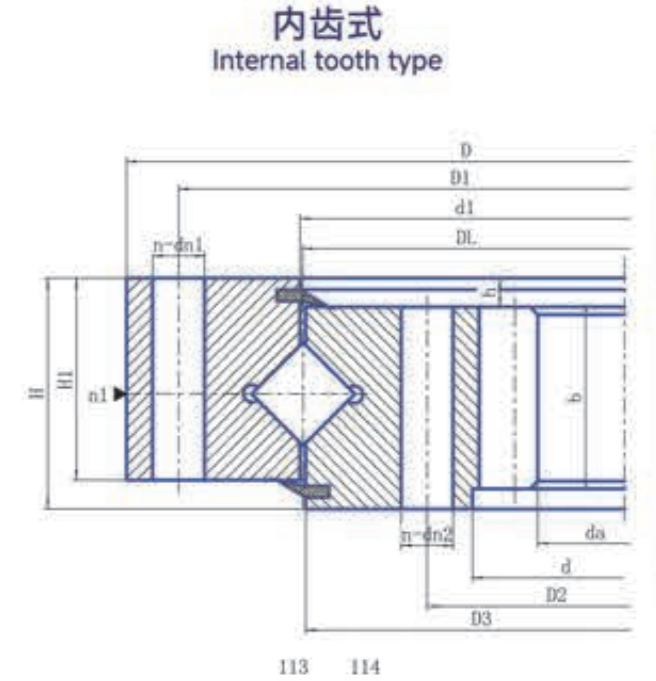 内齿式
Internal tooth type
D
D1
d1
DL
n-dn1
h
H
H1
n1
b
n-dn2
da
d
D2
D3
113 114